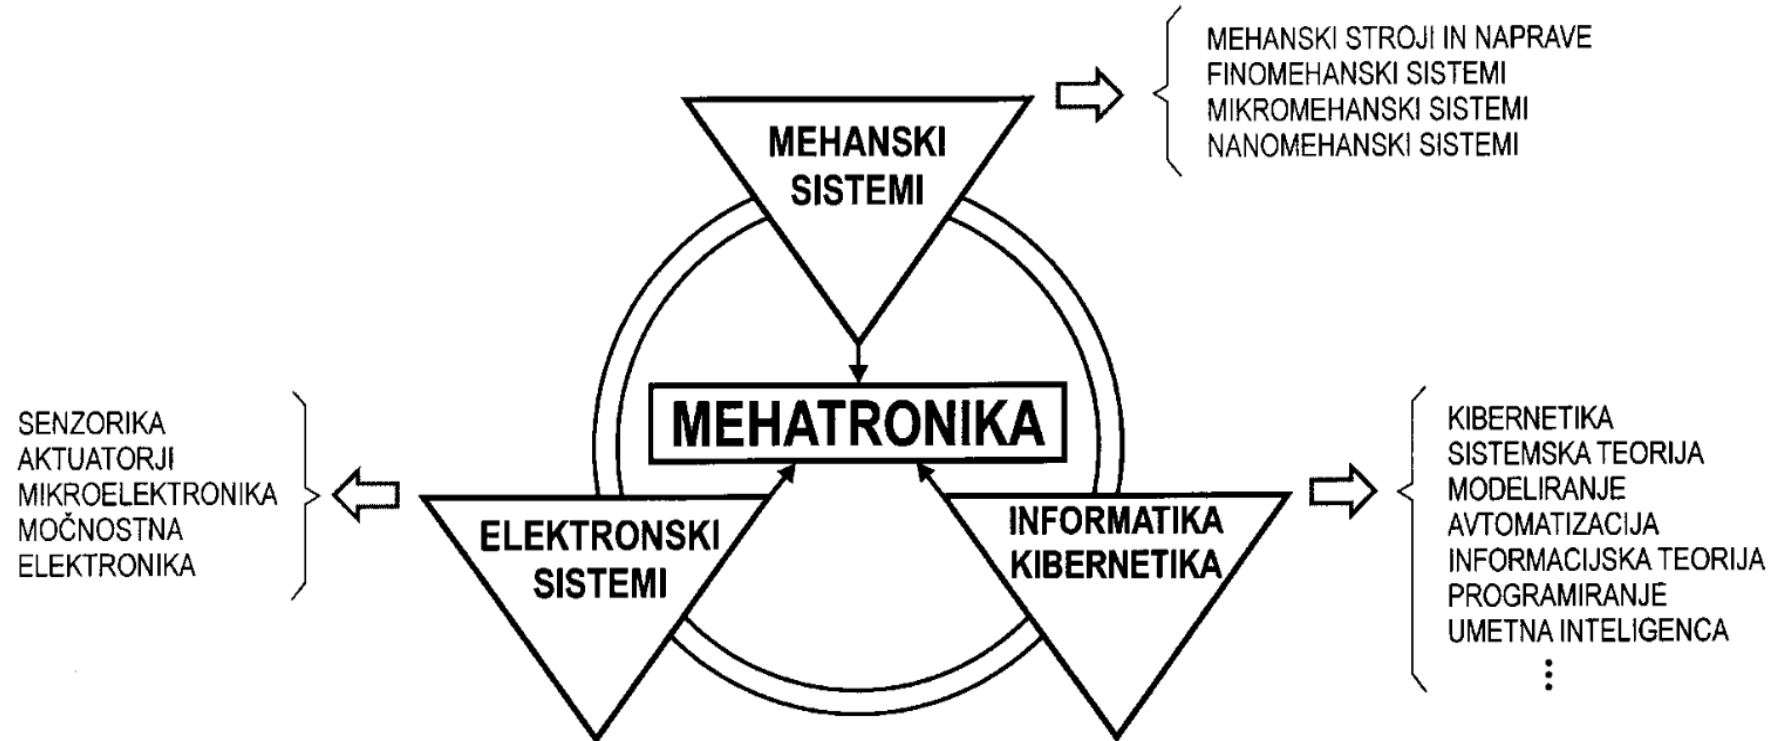 MEHANSKI STROJI IN NAPRAVE
FINOMEHANSKI SISTEMI
MIKROMEHANSKI SISTEMI
NANOMEHANSKI SISTEMI
MEHANSKI
SISTEMI
MEHATRONIKA
SENZORIKA
AKTUATORJI
MIKROELEKTRONIKA
MOČNOSTNA
ELEKTRONIKA
ELEKTRONSKI
SISTEMI
INFORMATIKA
KIBERNETIKA
KIBERNETIKA
SISTEMSKA TEORIJA
MODELIRANJE
AVTOMATIZACIJA
INFORMACIJSKA TEORIJA
PROGRAMIRANJE
UMETNA INTELIGENCA
⋮